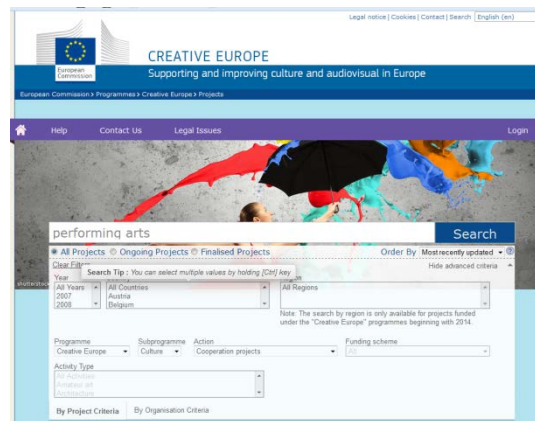 Legal notice | Cookies | Contact | Search English (en)
European
Commission
CREATIVE EUROPE
Supporting and improving culture and audiovisual in Europe
European Commission > Programmes > Creative Europe > Projects
Help Contact Us Legal Issues Login
performing arts Search
All Projects Ongoing Projects Finalised Projects Order By Most recently updated
Clear Filters Hide advanced criteria
Search Tip : You can select multiple values by holding [Ctrl] key
Year
All Years All Countries All Regions
2007 Austria
2008 Belgium
Note: The search by region is only available for projects funded
under the "Creative Europe" programmes beginning with 2014.
Programme Subprogramme Action Funding scheme
Creative Europe Culture Cooperation projects All
Activity Type
All Activities
Amateur art
Architecture
By Project Criteria By Organisation Criteria